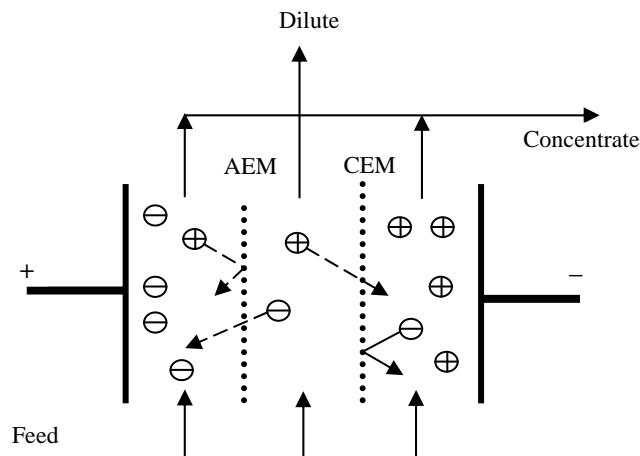 Dilute
Concentrate
AEM
CEM
+
−
Feed